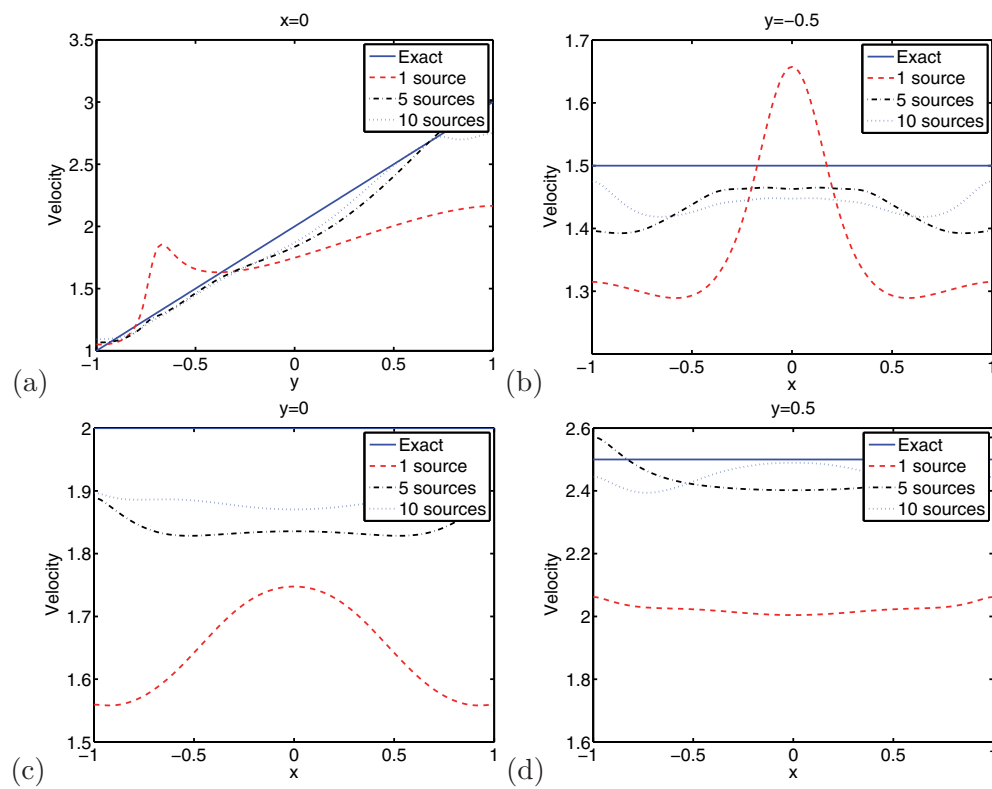 x=0
3.5
3
2.5
2
1.5
1
−1
−0.5
0
0.5
1
Velocity
y
Exact
1 source
5 sources
10 sources
(a)
y=−0.5
1.7
1.6
1.5
1.4
1.3
−1
−0.5
0
0.5
1
Velocity
x
Exact
1 source
5 sources
10 sources
(b)
y=0
2
1.9
1.8
1.7
1.6
1.5
−1
−0.5
0
0.5
1
Velocity
x
Exact
1 source
5 sources
10 sources
(c)
y=0.5
2.6
2.4
2.2
2
1.8
1.6
−1
−0.5
0
0.5
1
Velocity
x
Exact
1 source
5 sources
10 sources
(d)